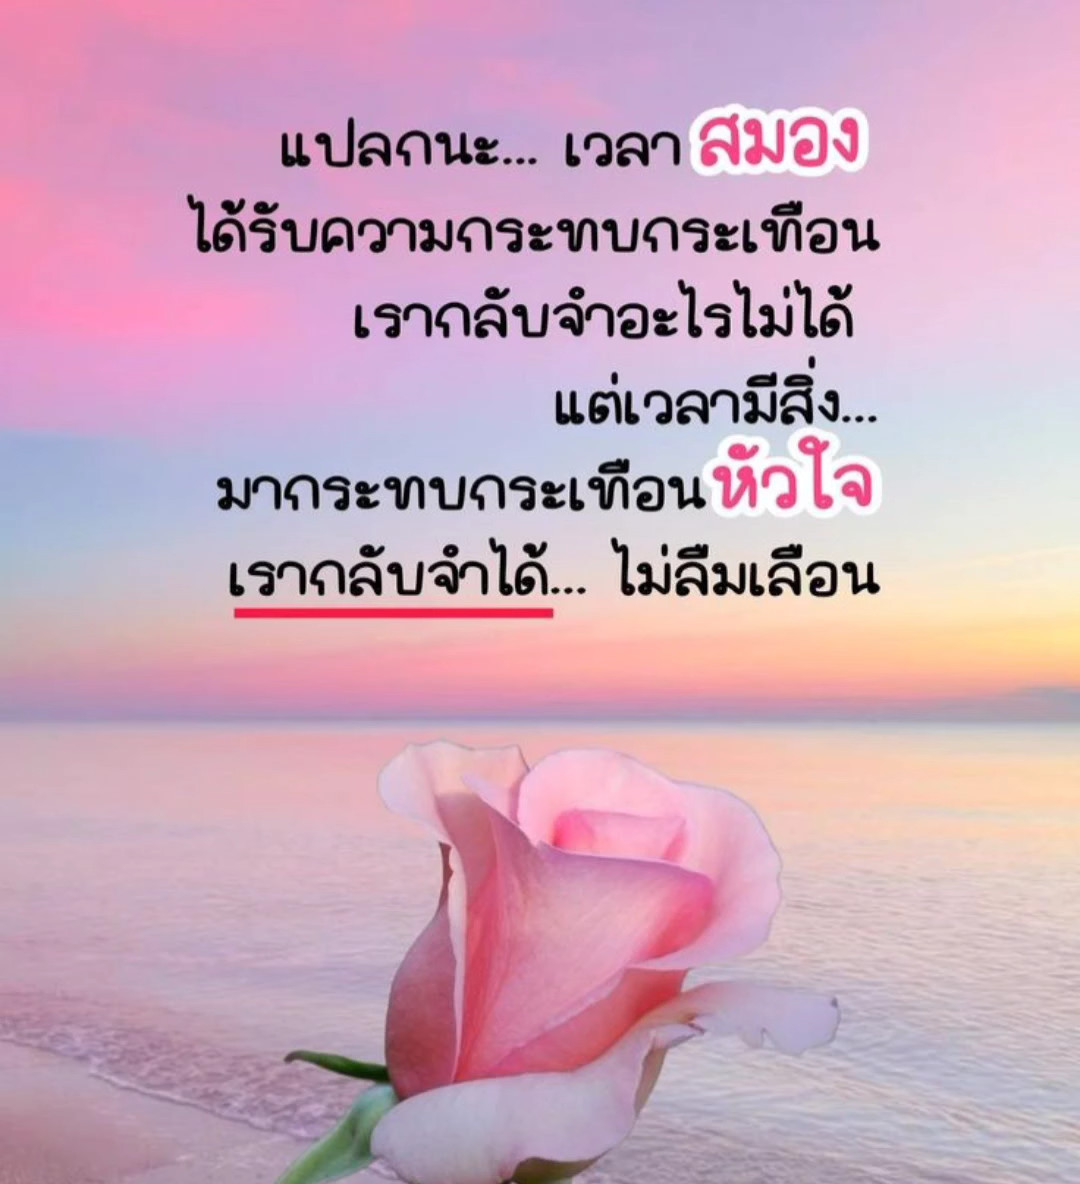 แปลกนะ... เวลา สมอง
ได้รับความกระทบกระเทือน
เรากลับจำอะไรไม่ได้
แต่เวลามีสิ่ง...
มากระทบกระเทือน หัวใจ
เรากลับจำได้... ไม่ลืมเลือน